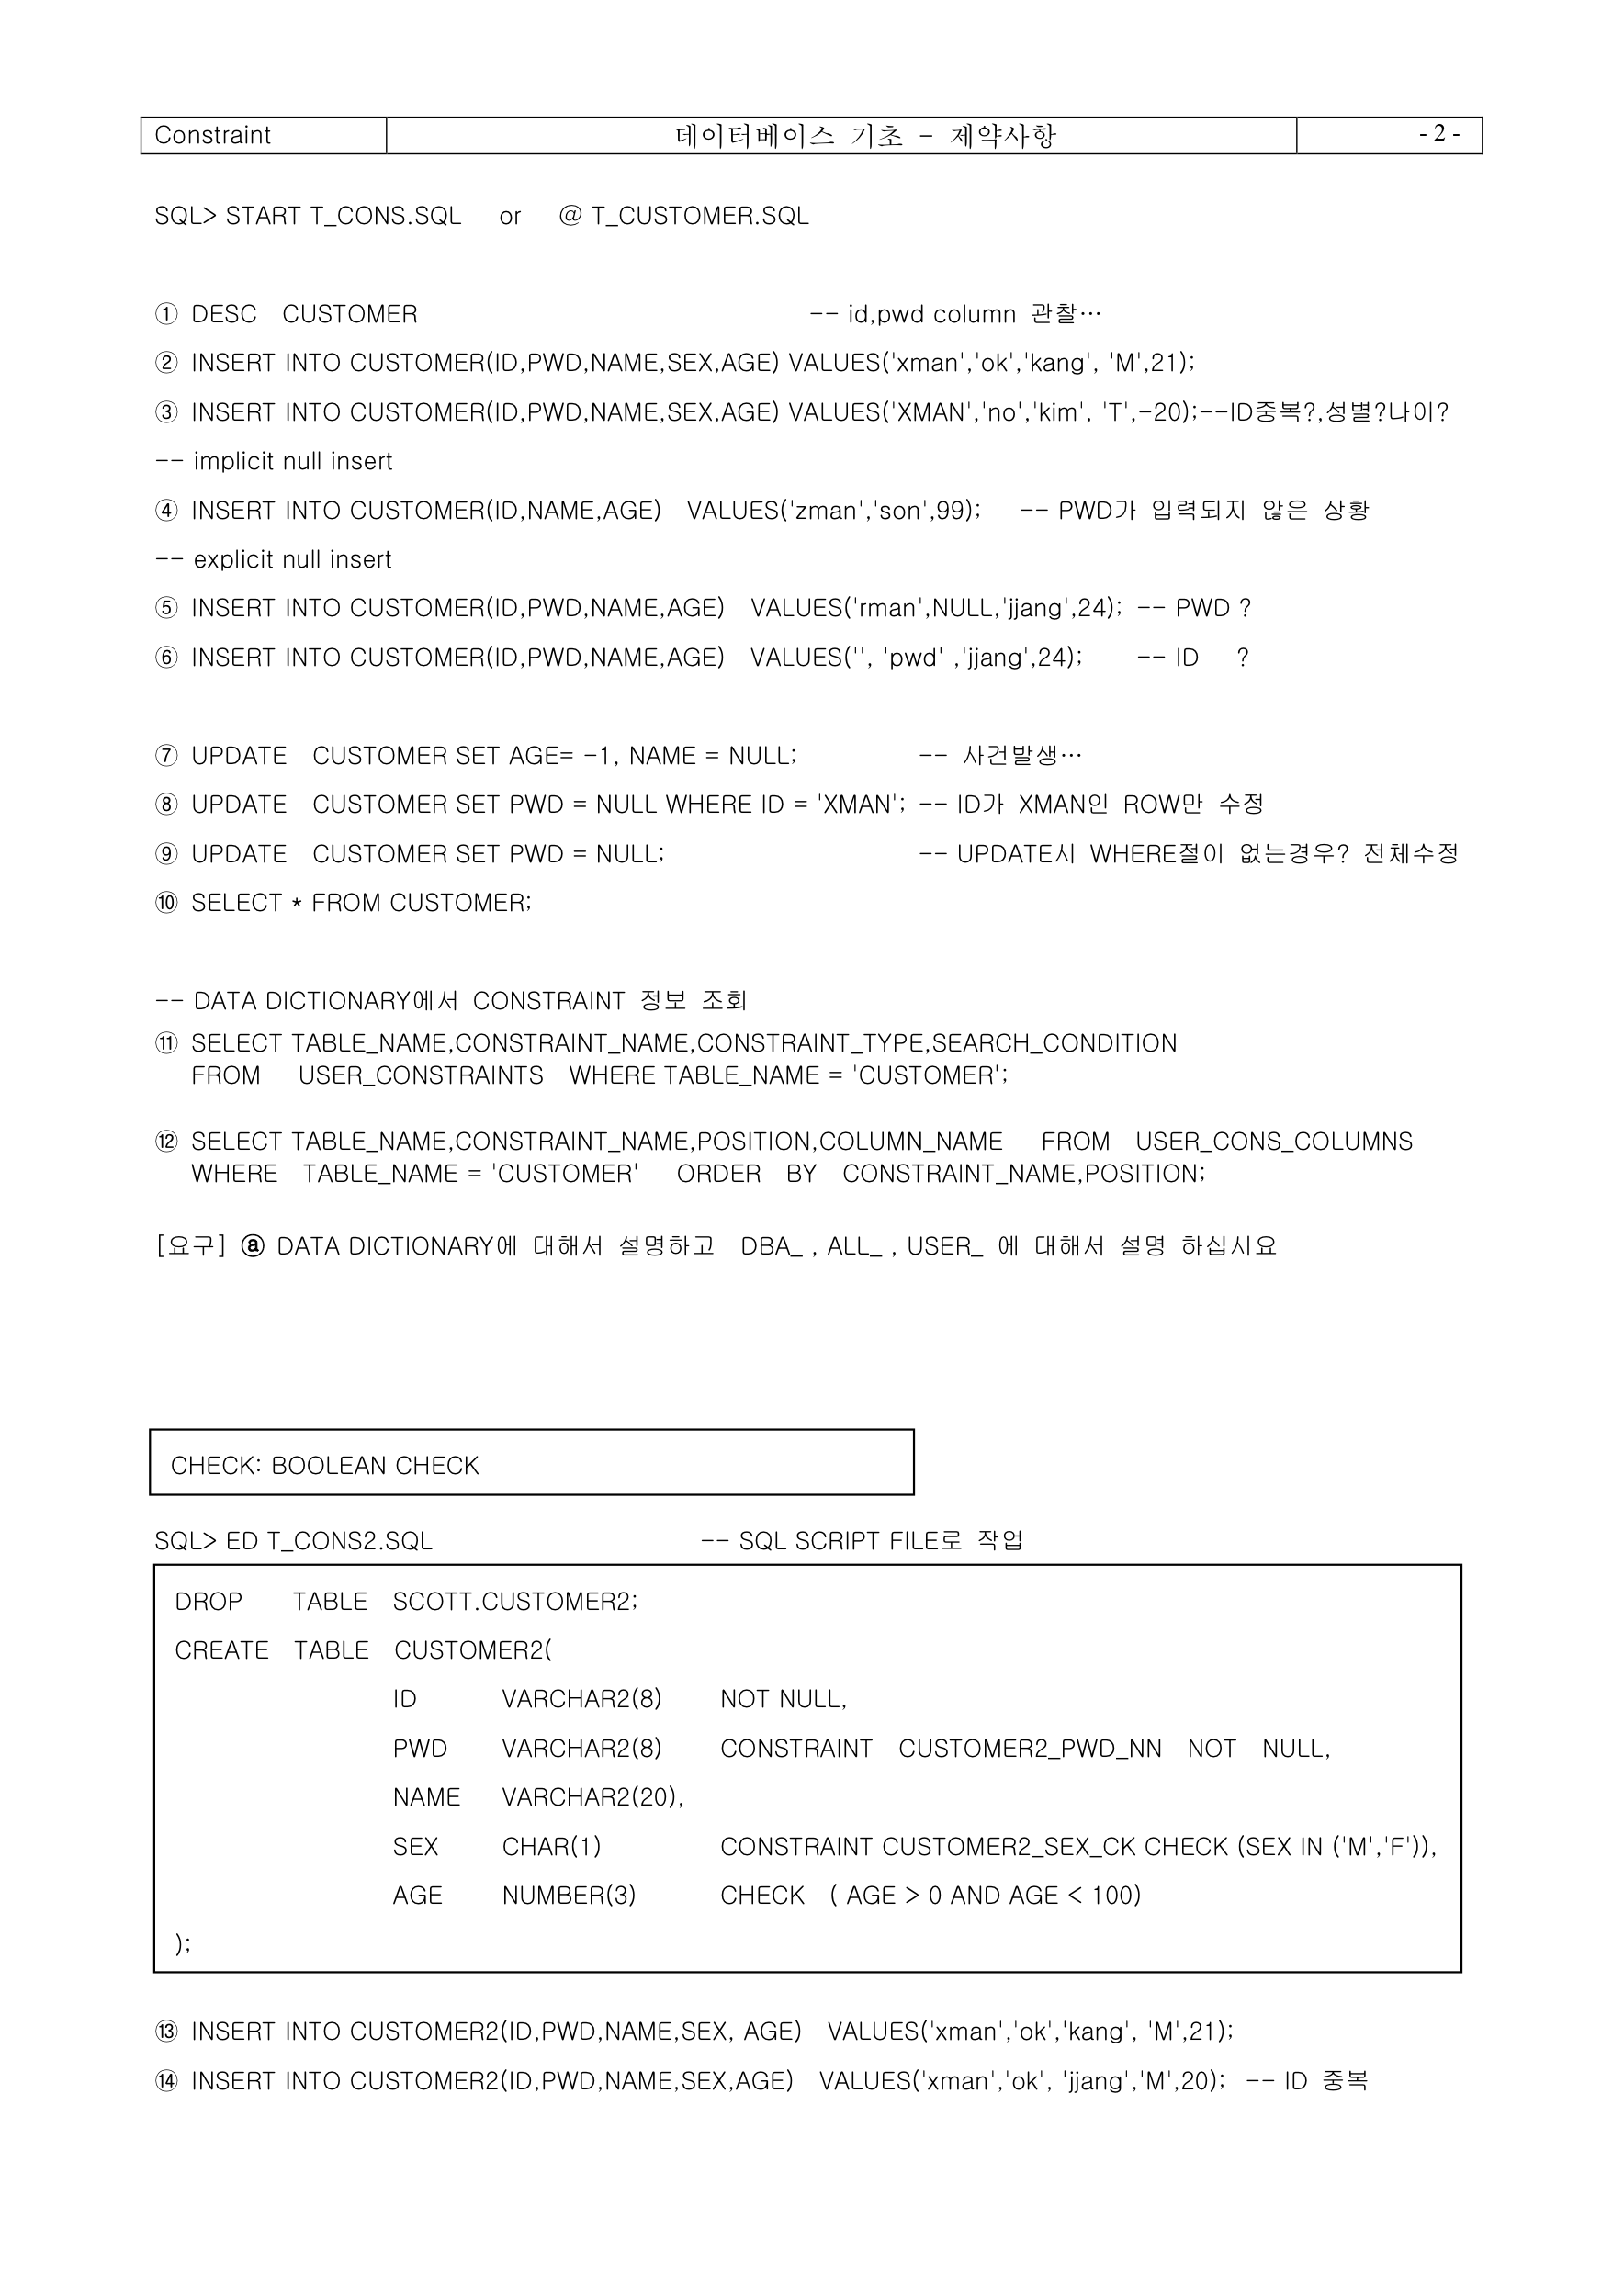 Constraint 데이터베이스 기초 - 제약사항 - 2 -
SQL> START T_CONS.SQL or @ T_CUSTOMER.SQL
① DESC CUSTOMER -- id,pwd column 관찰…
② INSERT INTO CUSTOMER(ID,PWD,NAME,SEX,AGE) VALUES('xman','ok','kang', 'M',21);
③ INSERT INTO CUSTOMER(ID,PWD,NAME,SEX,AGE) VALUES('XMAN','no','kim', 'T',-20);--ID중복?,성별?나이?
-- implicit null insert
④ INSERT INTO CUSTOMER(ID,NAME,AGE) VALUES('zman','son',99); -- PWD가 입력되지 않은 상황
-- explicit null insert
⑤ INSERT INTO CUSTOMER(ID,PWD,NAME,AGE) VALUES('rman',NULL,'jjang',24); -- PWD ?
⑥ INSERT INTO CUSTOMER(ID,PWD,NAME,AGE) VALUES('', 'pwd' ,'jjang',24); -- ID ?
⑦ UPDATE CUSTOMER SET AGE= -1, NAME = NULL; -- 사건발생…
⑧ UPDATE CUSTOMER SET PWD = NULL WHERE ID = 'XMAN'; -- ID가 XMAN인 ROW만 수정
⑨ UPDATE CUSTOMER SET PWD = NULL; -- UPDATE시 WHERE절이 없는경우? 전체수정
⑩ SELECT * FROM CUSTOMER;
-- DATA DICTIONARY에서 CONSTRAINT 정보 조회
⑪ SELECT TABLE_NAME,CONSTRAINT_NAME,CONSTRAINT_TYPE,SEARCH_CONDITION
FROM USER_CONSTRAINTS WHERE TABLE_NAME = 'CUSTOMER';
⑫ SELECT TABLE_NAME,CONSTRAINT_NAME,POSITION,COLUMN_NAME FROM USER_CONS_COLUMNS
WHERE TABLE_NAME = 'CUSTOMER' ORDER BY CONSTRAINT_NAME,POSITION;
[요구] ⓐ DATA DICTIONARY에 대해서 설명하고 DBA_ , ALL_ , USER_ 에 대해서 설명 하십시요
CHECK: BOOLEAN CHECK
SQL> ED T_CONS2.SQL -- SQL SCRIPT FILE로 작업
DROP TABLE SCOTT.CUSTOMER2;
CREATE TABLE CUSTOMER2(
ID VARCHAR2(8) NOT NULL,
PWD VARCHAR2(8) CONSTRAINT CUSTOMER2_PWD_NN NOT NULL,
NAME VARCHAR2(20),
SEX CHAR(1) CONSTRAINT CUSTOMER2_SEX_CK CHECK (SEX IN ('M','F')),
AGE NUMBER(3) CHECK ( AGE > 0 AND AGE < 100)
);
⑬ INSERT INTO CUSTOMER2(ID,PWD,NAME,SEX, AGE) VALUES('xman','ok','kang', 'M',21);
⑭ INSERT INTO CUSTOMER2(ID,PWD,NAME,SEX,AGE) VALUES('xman','ok', 'jjang','M',20); -- ID 중복